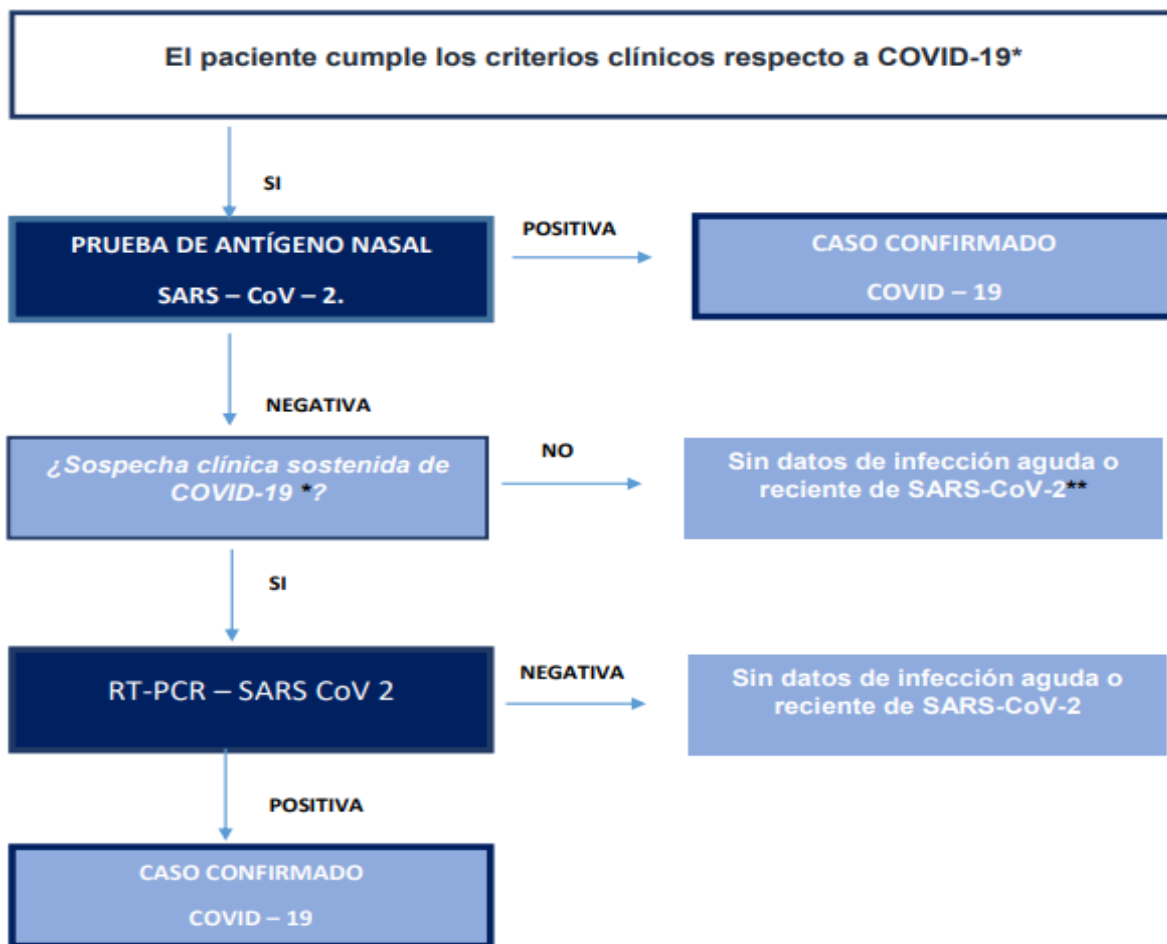 El paciente cumple los criterios clínicos respecto a COVID-19*
SI
PRUEBA DE ANTÍGENO NASAL
SARS – CoV – 2.
POSITIVA
CASO CONFIRMADO
COVID – 19
NEGATIVA
¿Sospecha clínica sostenida de
COVID-19 *?
NO
Sin datos de infección aguda o
reciente de SARS-CoV-2**
SI
RT-PCR – SARS CoV 2
NEGATIVA
Sin datos de infección aguda o
reciente de SARS-CoV-2
POSITIVA
CASO CONFIRMADO
COVID – 19